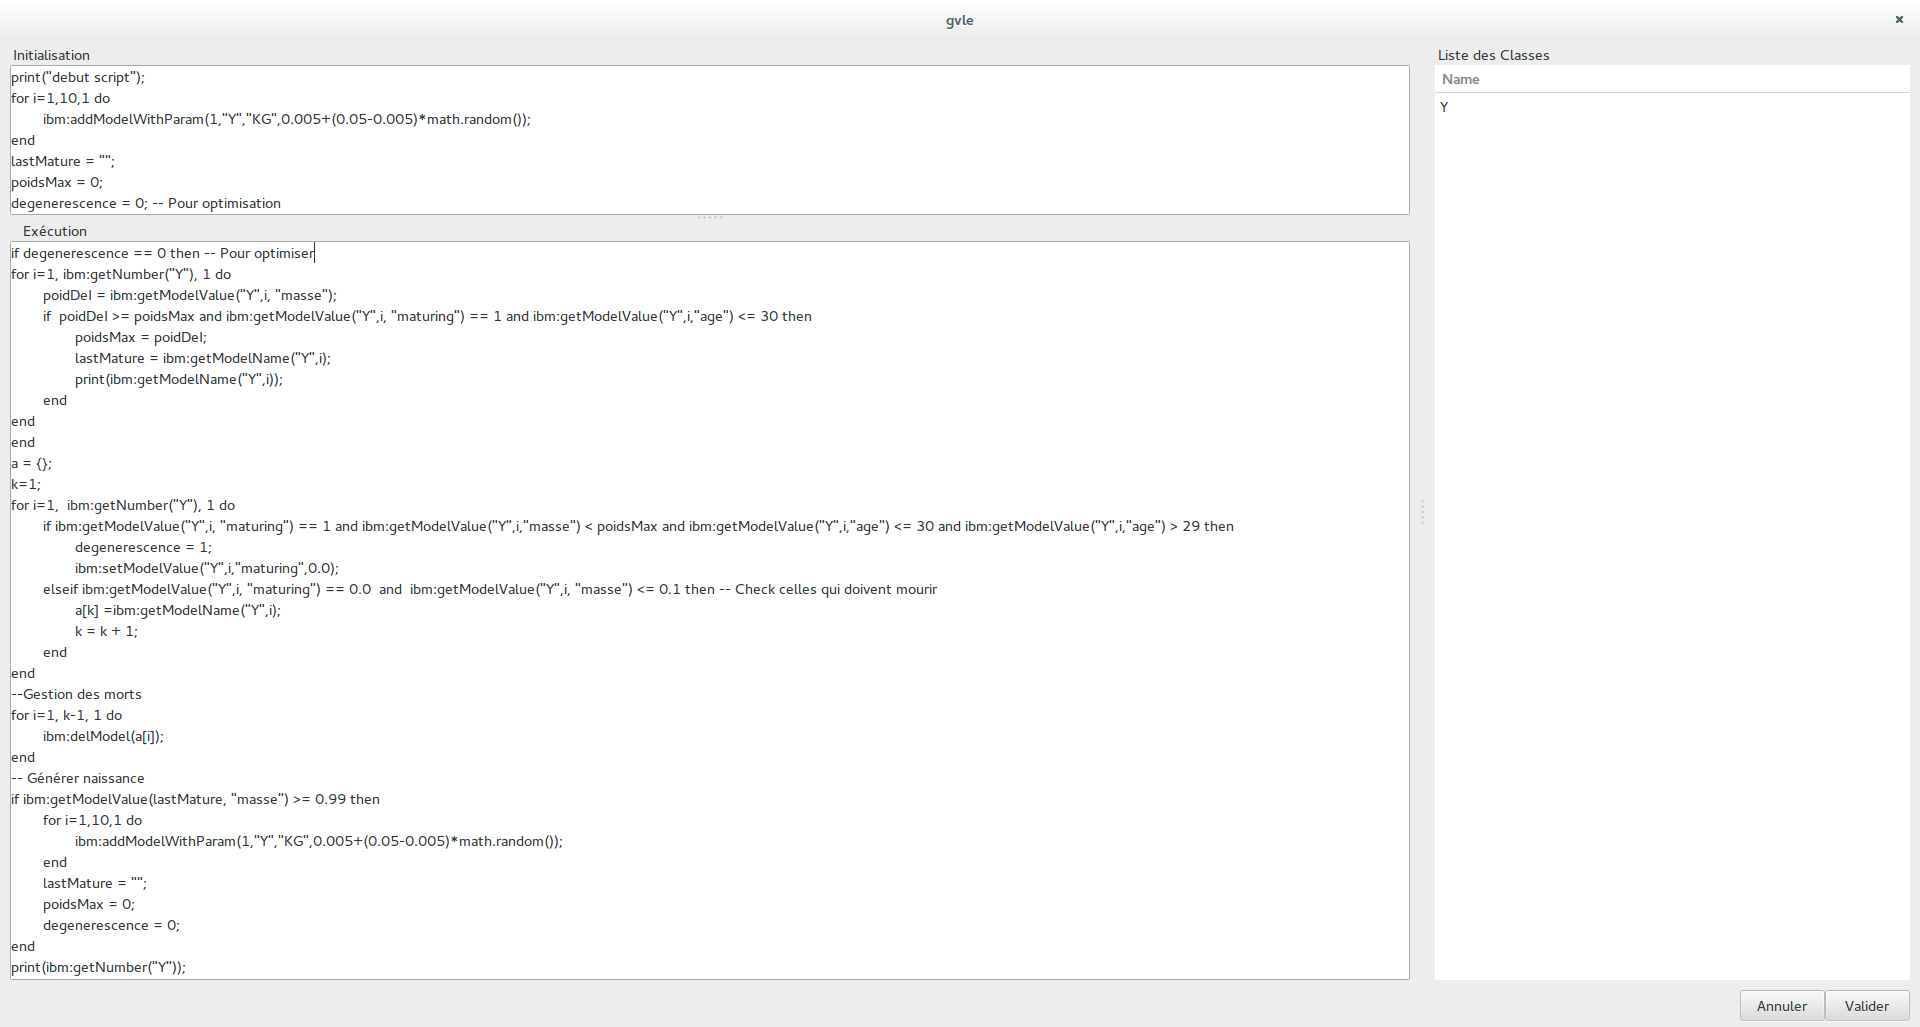 gvle
Initialisation
print("debut script");
for i=1,10,1 do
ibm:addModelWithParam(1,"Y","KG",0.005+(0.05-0.005)*math.random());
end
lastMature = "";
poidsMax = 0;
degenerescence = 0; -- Pour optimisation
Exécution
if degenerescence == 0 then -- Pour optimiser
for i=1, ibm:getNumber("Y"), 1 do
poidDeI = ibm:getModelValue("Y",i, "masse");
if  poidDeI >= poidsMax and ibm:getModelValue("Y",i, "maturing") == 1 and ibm:getModelValue("Y",i,"age") <= 30 then
poidsMax = poidDeI;
lastMature = ibm:getModelName("Y",i);
print(ibm:getModelName("Y",i));
end
end
end
a = {};
k=1;
for i=1,  ibm:getNumber("Y"), 1 do
if ibm:getModelValue("Y",i, "maturing") == 1 and ibm:getModelValue("Y",i,"masse") < poidsMax and ibm:getModelValue("Y",i,"age") <= 30 and ibm:getModelValue("Y",i,"age") > 29 then
degenerescence = 1;
ibm:setModelValue("Y",i,"maturing",0.0);
elseif ibm:getModelValue("Y",i, "maturing") == 0.0  and  ibm:getModelValue("Y",i, "masse") <= 0.1 then -- Check celles qui doivent mourir
a[k] =ibm:getModelName("Y",i);
k = k + 1;
end
end
--Gestion des morts
for i=1, k-1, 1 do
ibm:delModel(a[i]);
end
-- Générer naissance
if ibm:getModelValue(lastMature, "masse") >= 0.99 then
for i=1,10,1 do
ibm:addModelWithParam(1,"Y","KG",0.005+(0.05-0.005)*math.random());
end
lastMature = "";
poidsMax = 0;
degenerescence = 0;
end
print(ibm:getNumber("Y"));
Liste des Classes
Name
Y
Annuler
Valider